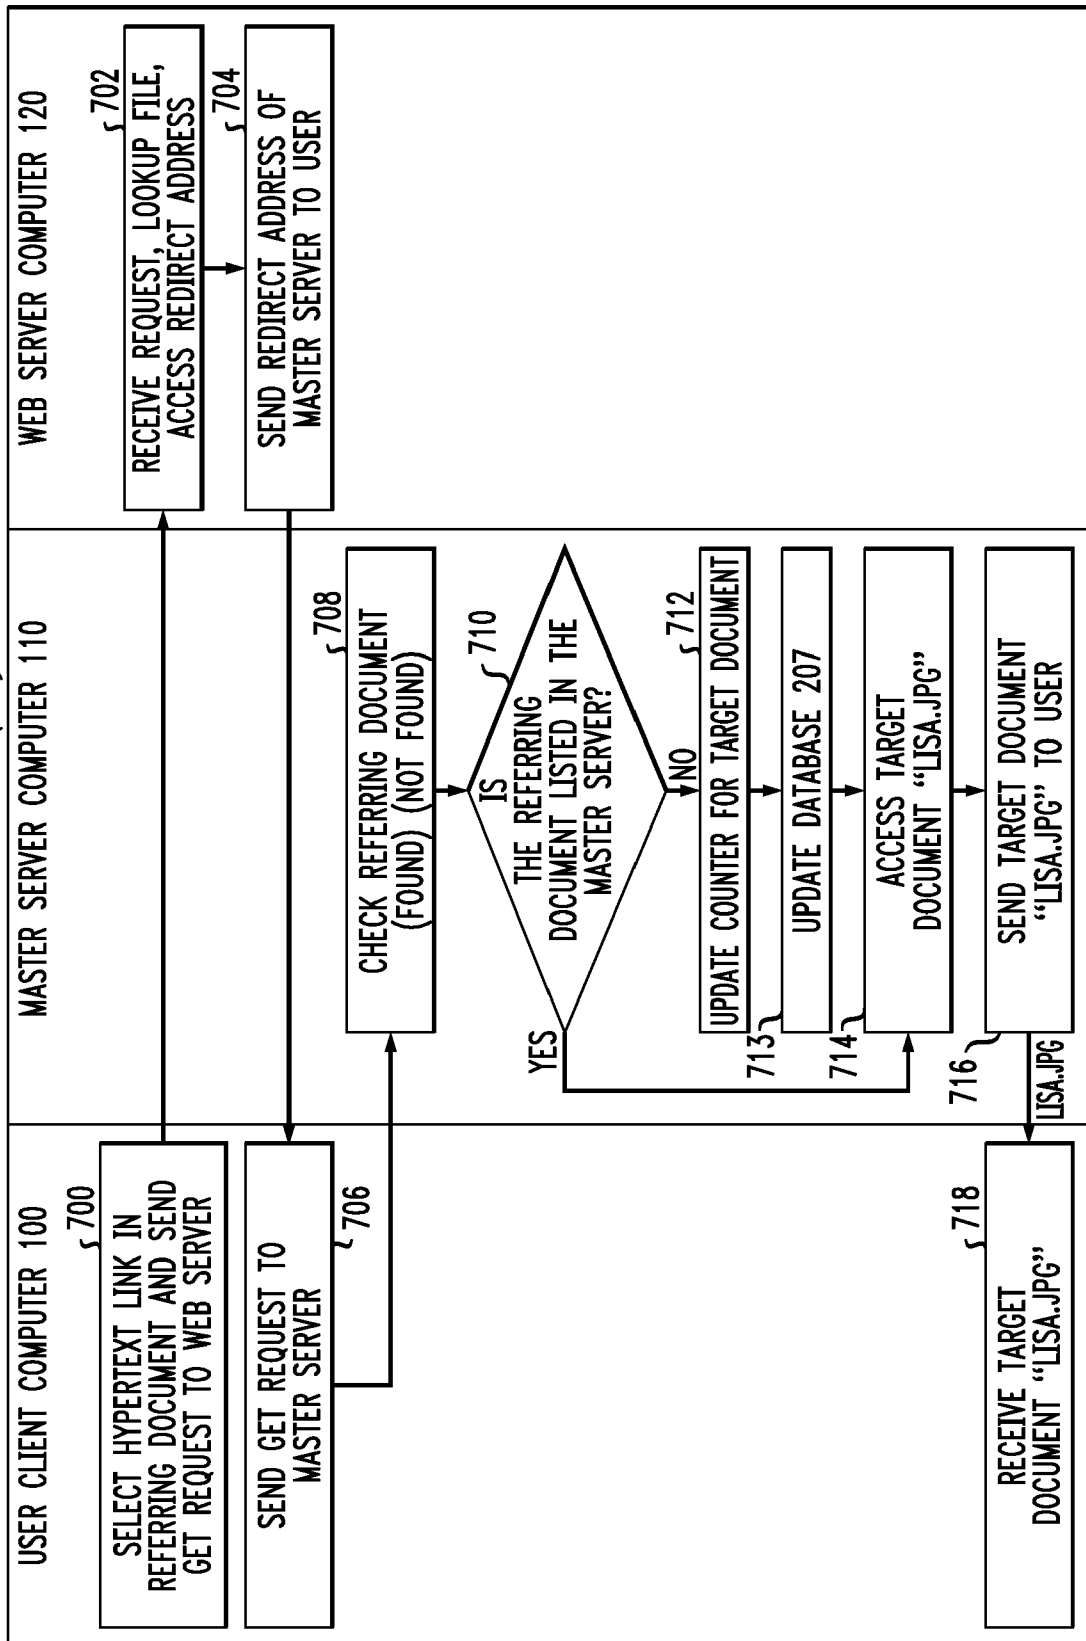 USER CLIENT COMPUTER 100
MASTER SERVER COMPUTER 110
WEB SERVER COMPUTER 120
700
SELECT HYPERTEXT LINK IN
REFERRING DOCUMENT AND SEND
GET REQUEST TO WEB SERVER
702
RECEIVE REQUEST, LOOKUP FILE,
ACCESS REDIRECT ADDRESS
704
SEND REDIRECT ADDRESS OF
MASTER SERVER TO USER
SEND GET REQUEST TO
MASTER SERVER
706
708
CHECK REFERRING DOCUMENT
(FOUND) (NOT FOUND)
710
IS
THE REFERRING
DOCUMENT LISTED IN THE
MASTER SERVER?
YES
NO
712
UPDATE COUNTER FOR TARGET DOCUMENT
713
UPDATE DATABASE 207
714
ACCESS TARGET
DOCUMENT “LISA.JPG”
716
SEND TARGET DOCUMENT
“LISA.JPG” TO USER
LISA.JPG
718
RECEIVE TARGET
DOCUMENT “LISA.JPG”